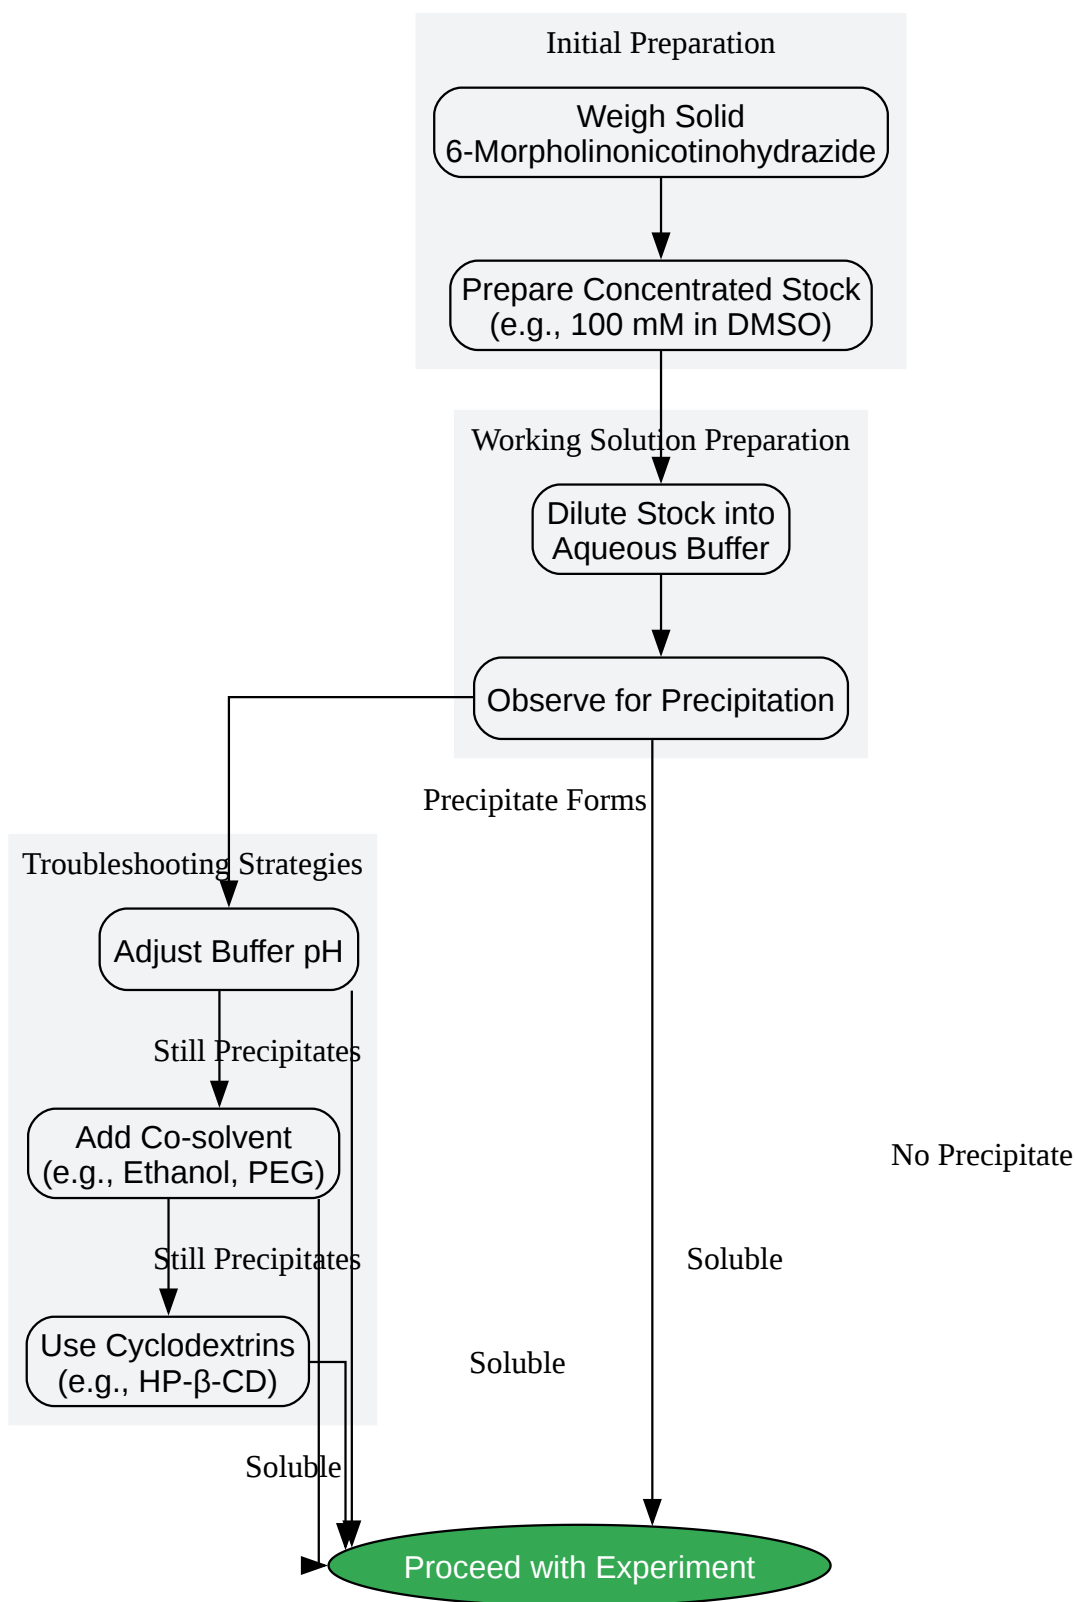 Initial Preparation
Weigh Solid
6-Morpholinonicotinohydrazide
Prepare Concentrated Stock
(e.g., 100 mM in DMSO)
Working Solution Preparation
Dilute Stock into
Aqueous Buffer
Observe for Precipitation
Precipitate Forms
Troubleshooting Strategies
Adjust Buffer pH
Still Precipitates
Add Co-solvent
(e.g., Ethanol, PEG)
No Precipitate
Still Precipitates
Soluble
Use Cyclodextrins
(e.g., HP-β-CD)
Soluble
Soluble
Proceed with Experiment